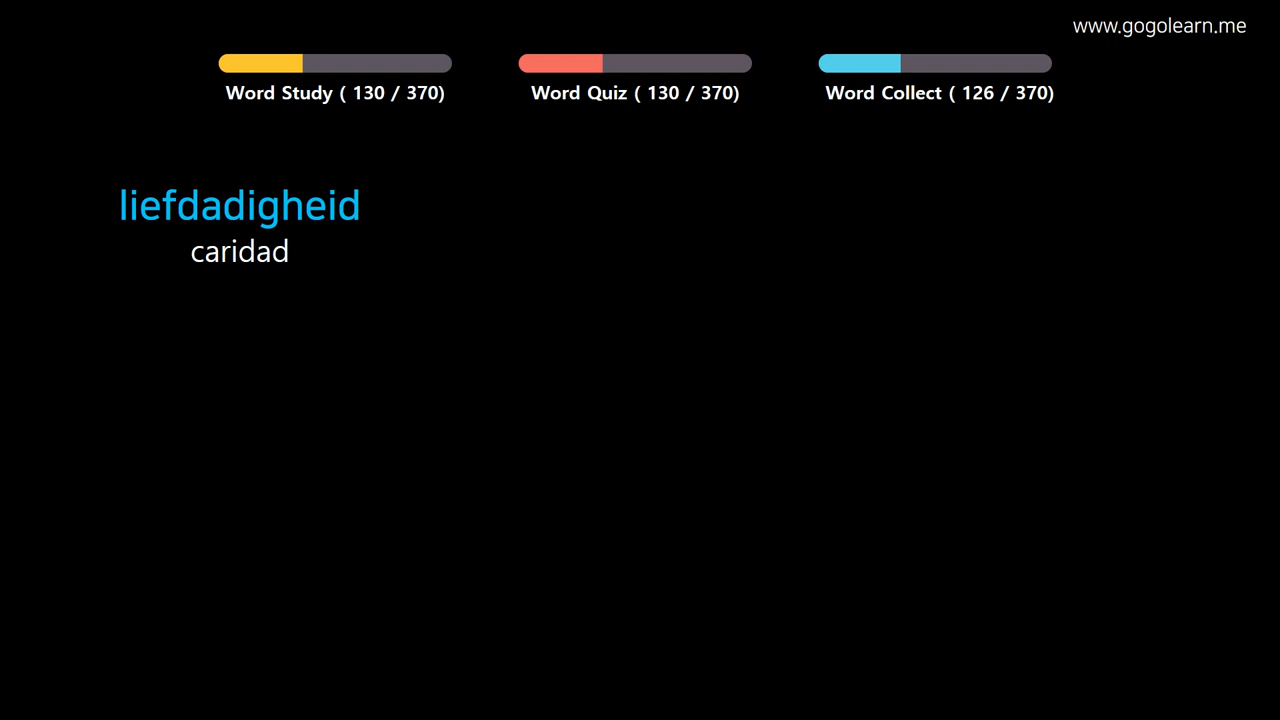 www.gogolearn.me
Word Study ( 130 / 370)
Word Quiz ( 130 / 370)
Word Collect ( 126 / 370)
liefdadigheid
caridad